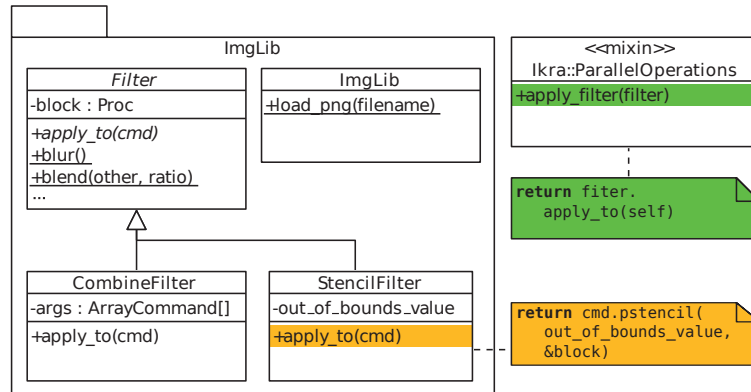 ImgLib
Filter
-block : Proc
+apply_to(cmd)
+blur()
+blend(other, ratio)
...
ImgLib
+load_png(filename)
CombineFilter
-args : ArrayCommand[]
+apply_to(cmd)
StencilFilter
-out_of_bounds_value
+apply_to(cmd)
<<mixin>>
Ikra::ParallelOperations
+apply_filter(filter)
return fiter.
apply_to(self)
return cmd.pstencil(
out_of_bounds_value,
&block)